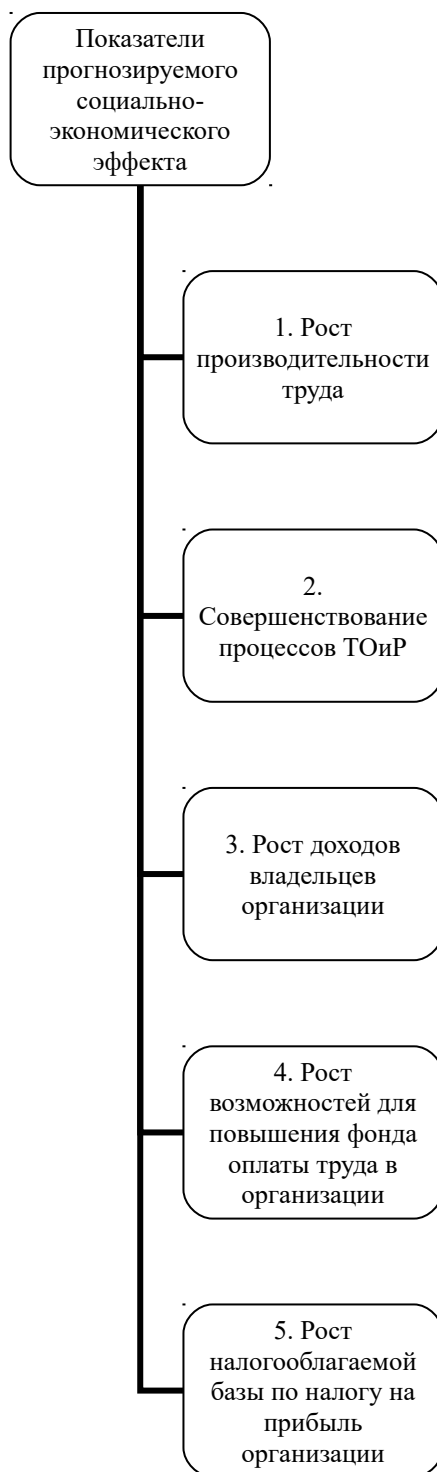 Показатели
прогнозируемого
социально-
экономического
эффекта
1. Рост
производительности
труда
2.
Совершенствование
процессов ТОиР
3. Рост доходов
владельцев
организации
4. Рост
возможностей для
повышения фонда
оплаты труда в
организации
5. Рост
налогооблагаемой
базы по налогу на
прибыль
организации